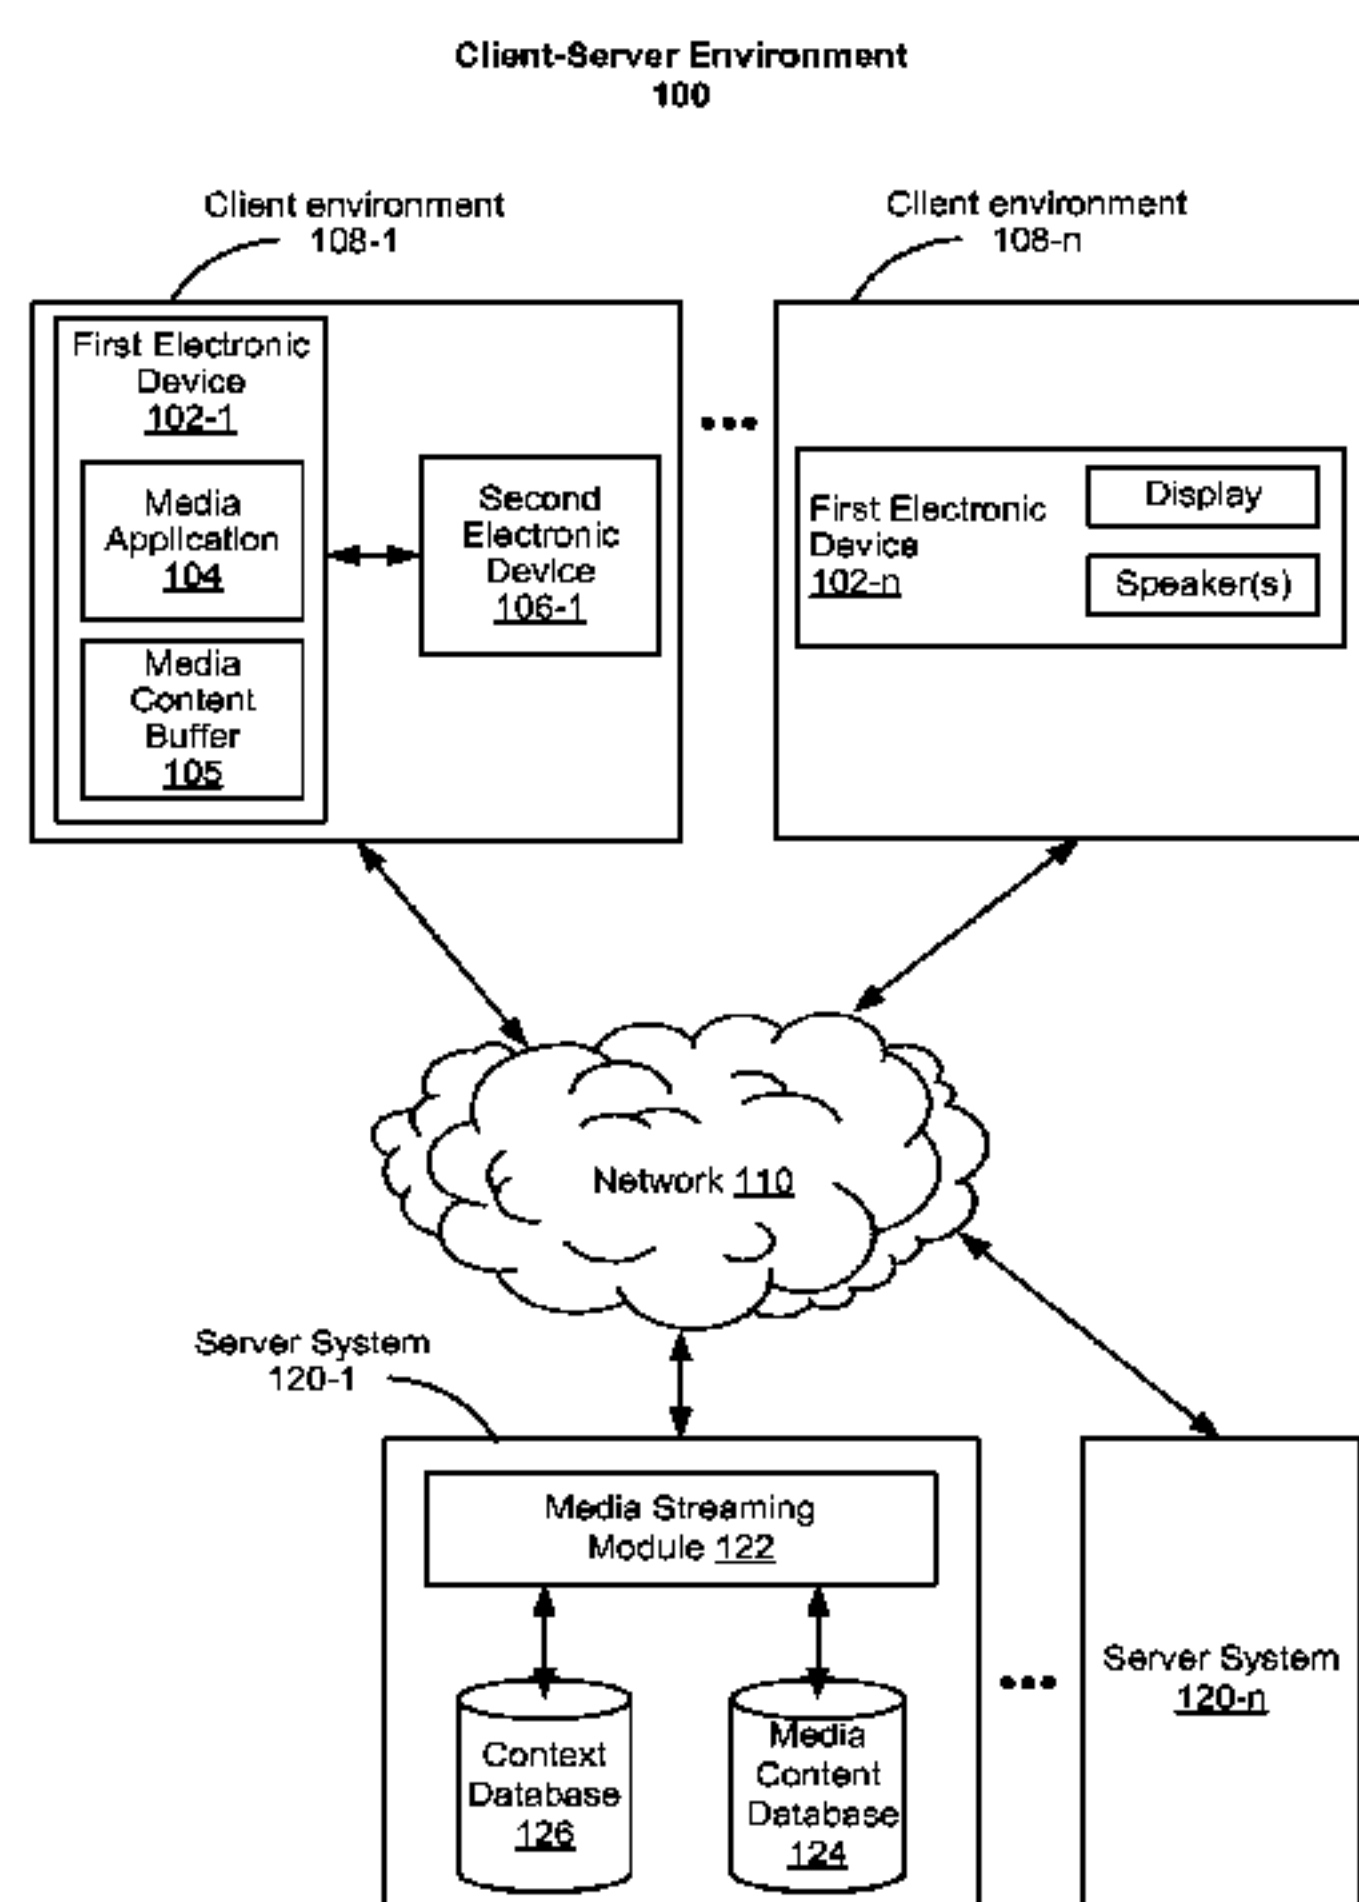 Client-Server Environment
100
Client environment
108-1
Client environment
108-n
First Electronic
Device
102-1
Media
Application
104
Media
Content
Buffer
105
Second
Electronic
Device
106-1
First Electronic
Device
102-n
Display
Speaker(s)
Network 110
Server System
120-1
Media Streaming
Module 122
Context
Database
126
Media
Content
Database
124
Server System
120-n